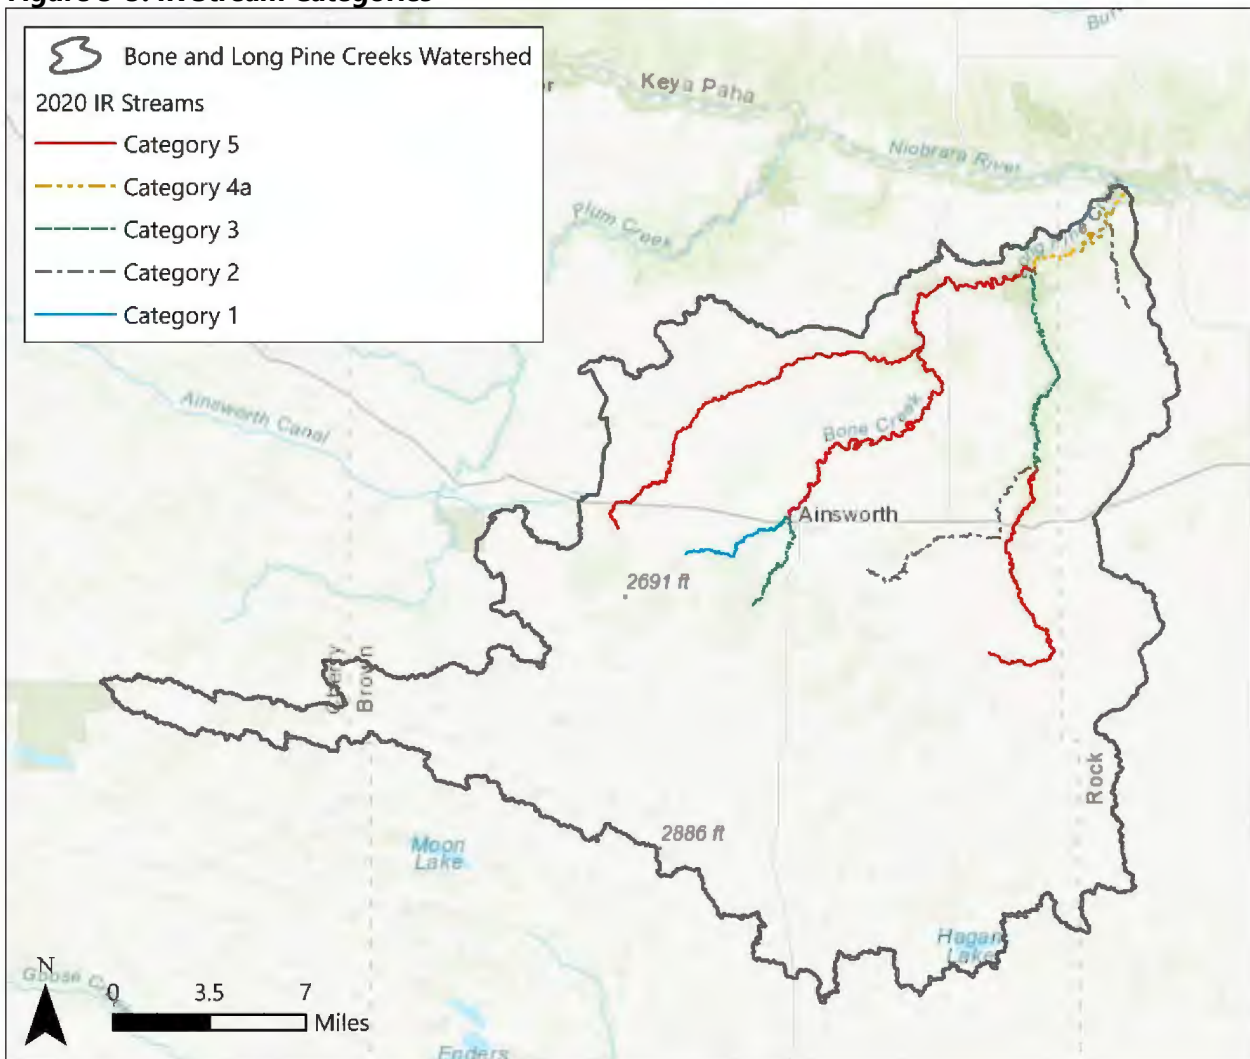 Bone and Long Pine Creeks Watershed
2020 IR Streams
Category 5
Category 4a
Category 3
Category 2
Category 1
Keya Paha
Niobrara River
Plum Creek
Ainsworth Canal
Bone Creek
Ainsworth
2691 ft
Cherry
Brown
Rock
2886 ft
Moon
Lake
Hagan
Lake
N
0 3.5 7
Miles
Enders